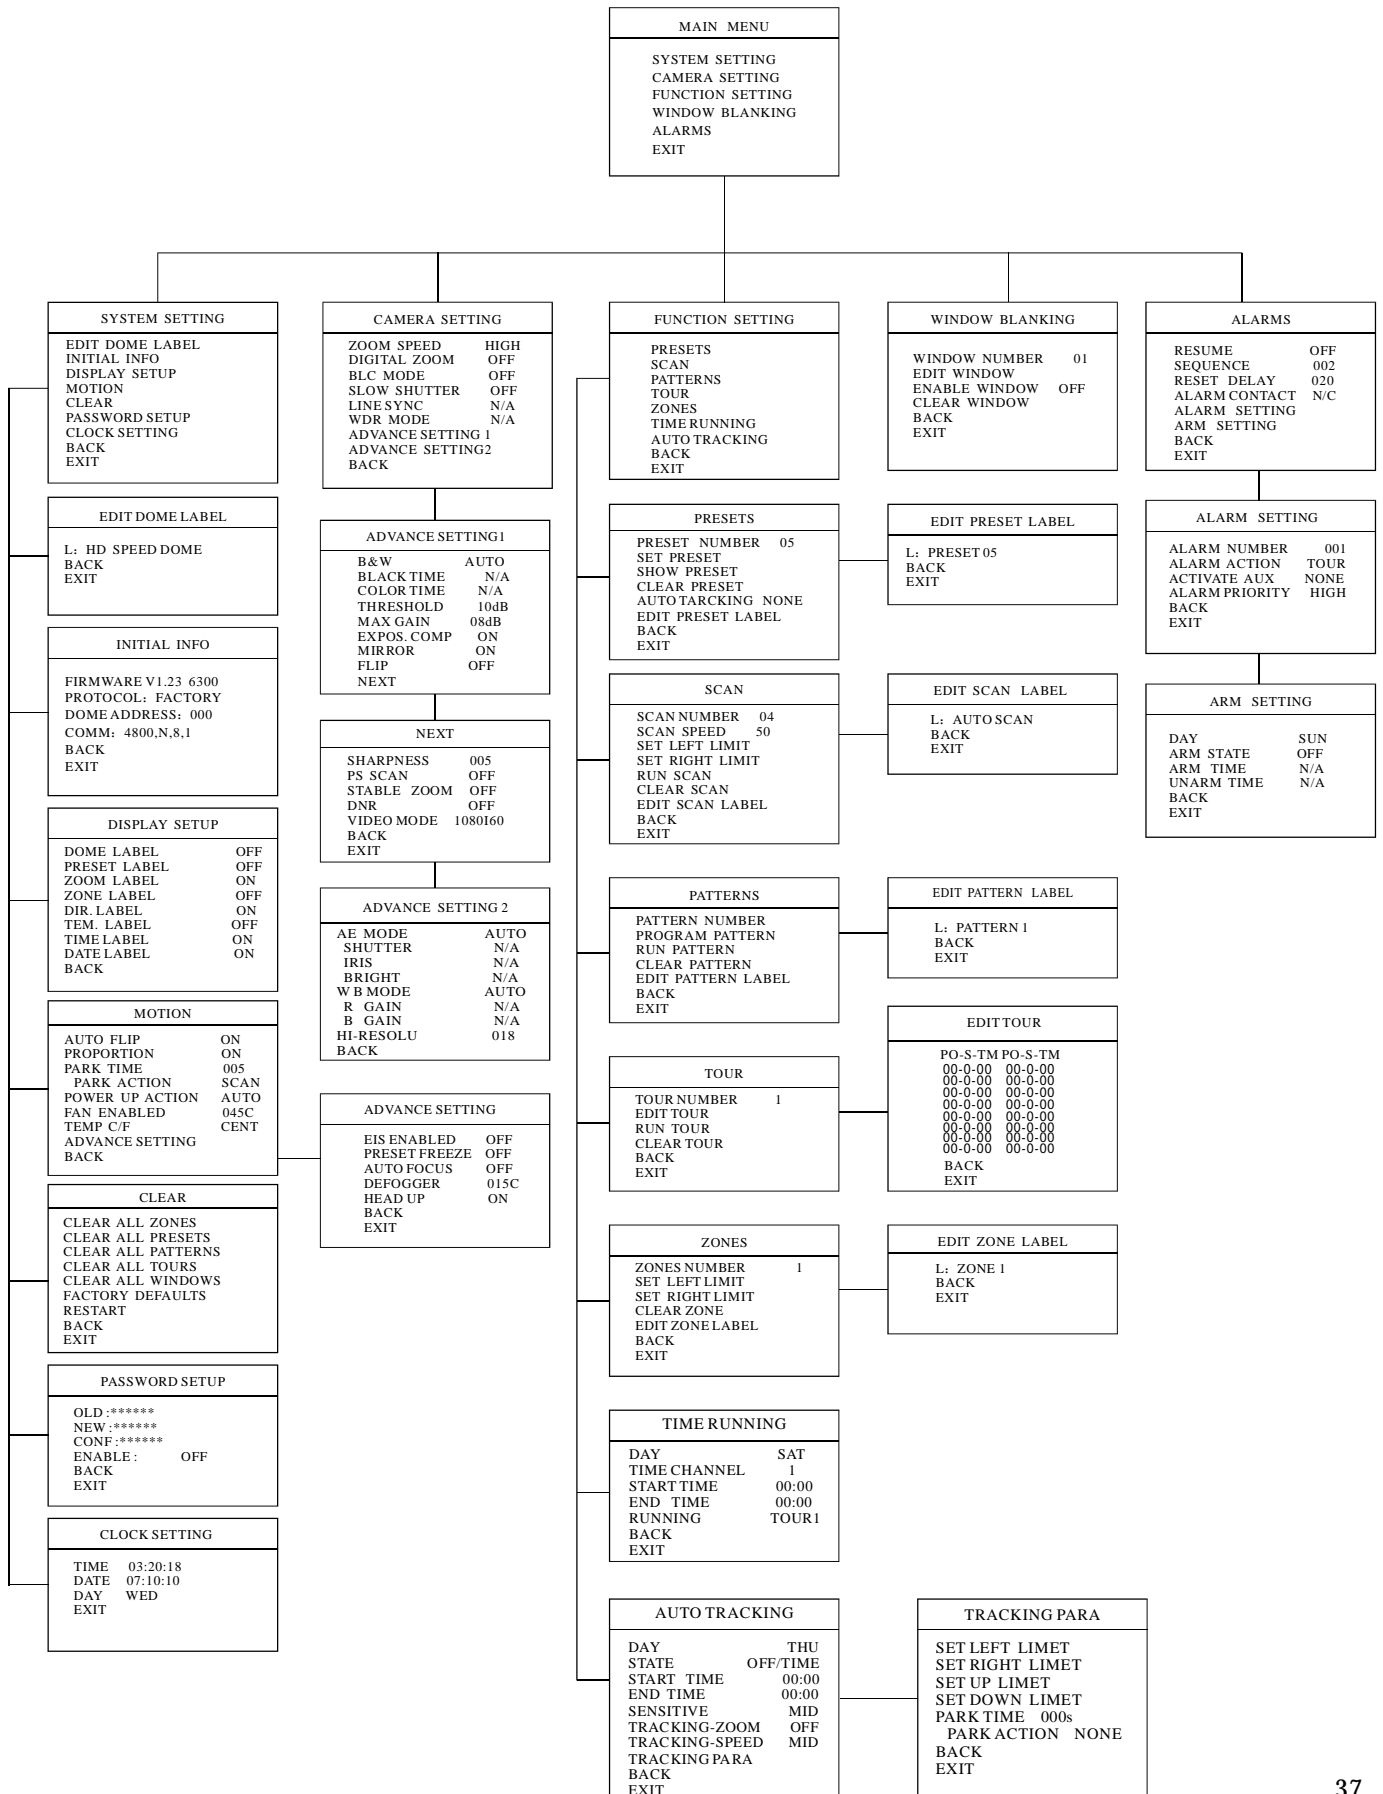 MAIN MENU
SYSTEM SETTING
CAMERA SETTING
FUNCTION SETTING
WINDOW BLANKING
ALARMS
EXIT
SYSTEM SETTING
EDIT DOME LABEL
INITIAL INFO
DISPLAY SETUP
MOTION
CLEAR
PASSWORD SETUP
CLOCK SETTING
BACK
EXIT
EDIT DOME LABEL
L: HD SPEED DOME
BACK
EXIT
INITIAL INFO
FIRMWARE V1.23 6300
PROTOCOL: FACTORY
DOME ADDRESS: 000
COMM: 4800,N,8,1
BACK
EXIT
DISPLAY SETUP
DOME LABEL OFF
PRESET LABEL OFF
ZOOM LABEL ON
ZONE LABEL OFF
DIR. LABEL ON
TEM. LABEL OFF
TIME LABEL ON
DATE LABEL ON
BACK
MOTION
AUTO FLIP ON
PROPORTION ON
PARK TIME 005
PARK ACTION SCAN
POWER UP ACTION AUTO
FAN ENABLED 045C
TEMP C/F CENT
ADVANCE SETTING
BACK
CLEAR
CLEAR ALL ZONES
CLEAR ALL PRESETS
CLEAR ALL PATTERNS
CLEAR ALL TOURS
CLEAR ALL WINDOWS
FACTORY DEFAULTS
RESTART
BACK
EXIT
PASSWORD SETUP
OLD :******
NEW :******
CONF :******
ENABLE : OFF
BACK
EXIT
CLOCK SETTING
TIME 03:20:18
DATE 07:10:10
DAY WED
EXIT
CAMERA SETTING
ZOOM SPEED HIGH
DIGITAL ZOOM OFF
BLC MODE OFF
SLOW SHUTTER OFF
LINE SYNC N/A
WDR MODE N/A
ADVANCE SETTING 1
ADVANCE SETTING2
BACK
ADVANCE SETTING1
B&W AUTO
BLACK TIME N/A
COLOR TIME N/A
THRESHOLD 10dB
MAX GAIN 08dB
EXPOS. COMP ON
MIRROR ON
FLIP OFF
NEXT
NEXT
SHARPNESS 005
PS SCAN OFF
STABLE ZOOM OFF
DNR OFF
VIDEO MODE 1080I60
BACK
EXIT
ADVANCE SETTING 2
AE MODE AUTO
SHUTTER N/A
IRIS N/A
BRIGHT N/A
W B MODE AUTO
R GAIN N/A
B GAIN N/A
HI-RESOLU 018
BACK
ADVANCE SETTING
EIS ENABLED OFF
PRESET FREEZE OFF
AUTO FOCUS OFF
DEFOGGER 015C
HEAD UP ON
BACK
EXIT
FUNCTION SETTING
PRESETS
SCAN
PATTERNS
TOUR
ZONES
TIME RUNNING
AUTO TRACKING
BACK
EXIT
PRESETS
PRESET NUMBER 05
SET PRESET
SHOW PRESET
CLEAR PRESET
AUTO TARCKING NONE
EDIT PRESET LABEL
BACK
EXIT
EDIT PRESET LABEL
L: PRESET 05
BACK
EXIT
SCAN
SCAN NUMBER 04
SCAN SPEED 50
SET LEFT LIMIT
SET RIGHT LIMIT
RUN SCAN
CLEAR SCAN
EDIT SCAN LABEL
BACK
EXIT
EDIT SCAN LABEL
L: AUTO SCAN
BACK
EXIT
PATTERNS
PATTERN NUMBER
PROGRAM PATTERN
RUN PATTERN
CLEAR PATTERN
EDIT PATTERN LABEL
BACK
EXIT
EDIT PATTERN LABEL
L: PATTERN 1
BACK
EXIT
TOUR
TOUR NUMBER 1
EDIT TOUR
RUN TOUR
CLEAR TOUR
BACK
EXIT
EDIT TOUR
PO-S-TM PO-S-TM
00-0-00 00-0-00
00-0-00 00-0-00
00-0-00 00-0-00
00-0-00 00-0-00
00-0-00 00-0-00
00-0-00 00-0-00
00-0-00 00-0-00
00-0-00 00-0-00
BACK
EXIT
ZONES
ZONES NUMBER 1
SET LEFT LIMIT
SET RIGHT LIMIT
CLEAR ZONE
EDIT ZONE LABEL
BACK
EXIT
EDIT ZONE LABEL
L: ZONE 1
BACK
EXIT
TIME RUNNING
DAY SAT
TIME CHANNEL 1
START TIME 00:00
END TIME 00:00
RUNNING TOUR1
BACK
EXIT
AUTO TRACKING
DAY THU
STATE OFF/TIME
START TIME 00:00
END TIME 00:00
SENSITIVE MID
TRACKING-ZOOM OFF
TRACKING-SPEED MID
TRACKING PARA
BACK
EXIT
TRACKING PARA
SET LEFT LIMET
SET RIGHT LIMET
SET UP LIMET
SET DOWN LIMET
PARK TIME 000s
PARK ACTION NONE
BACK
EXIT
WINDOW BLANKING
WINDOW NUMBER 01
EDIT WINDOW
ENABLE WINDOW OFF
CLEAR WINDOW
BACK
EXIT
ALARMS
RESUME OFF
SEQUENCE 002
RESET DELAY 020
ALARM CONTACT N/C
ALARM SETTING
ARM SETTING
BACK
EXIT
ALARM SETTING
ALARM NUMBER 001
ALARM ACTION TOUR
ACTIVATE AUX NONE
ALARM PRIORITY HIGH
BACK
EXIT
ARM SETTING
DAY SUN
ARM STATE OFF
ARM TIME N/A
UNARM TIME N/A
BACK
EXIT
37